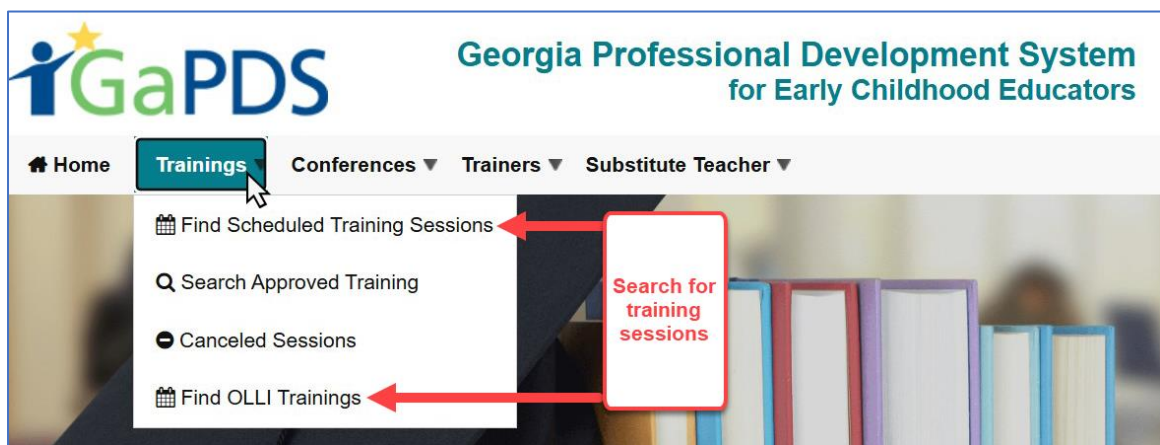 GaPDS
Georgia Professional Development System
for Early Childhood Educators
Home Trainings Conferences Trainers Substitute Teacher
Find Scheduled Training Sessions
Search Approved Training
Canceled Sessions
Find OLLI Trainings
Search for
training
sessions